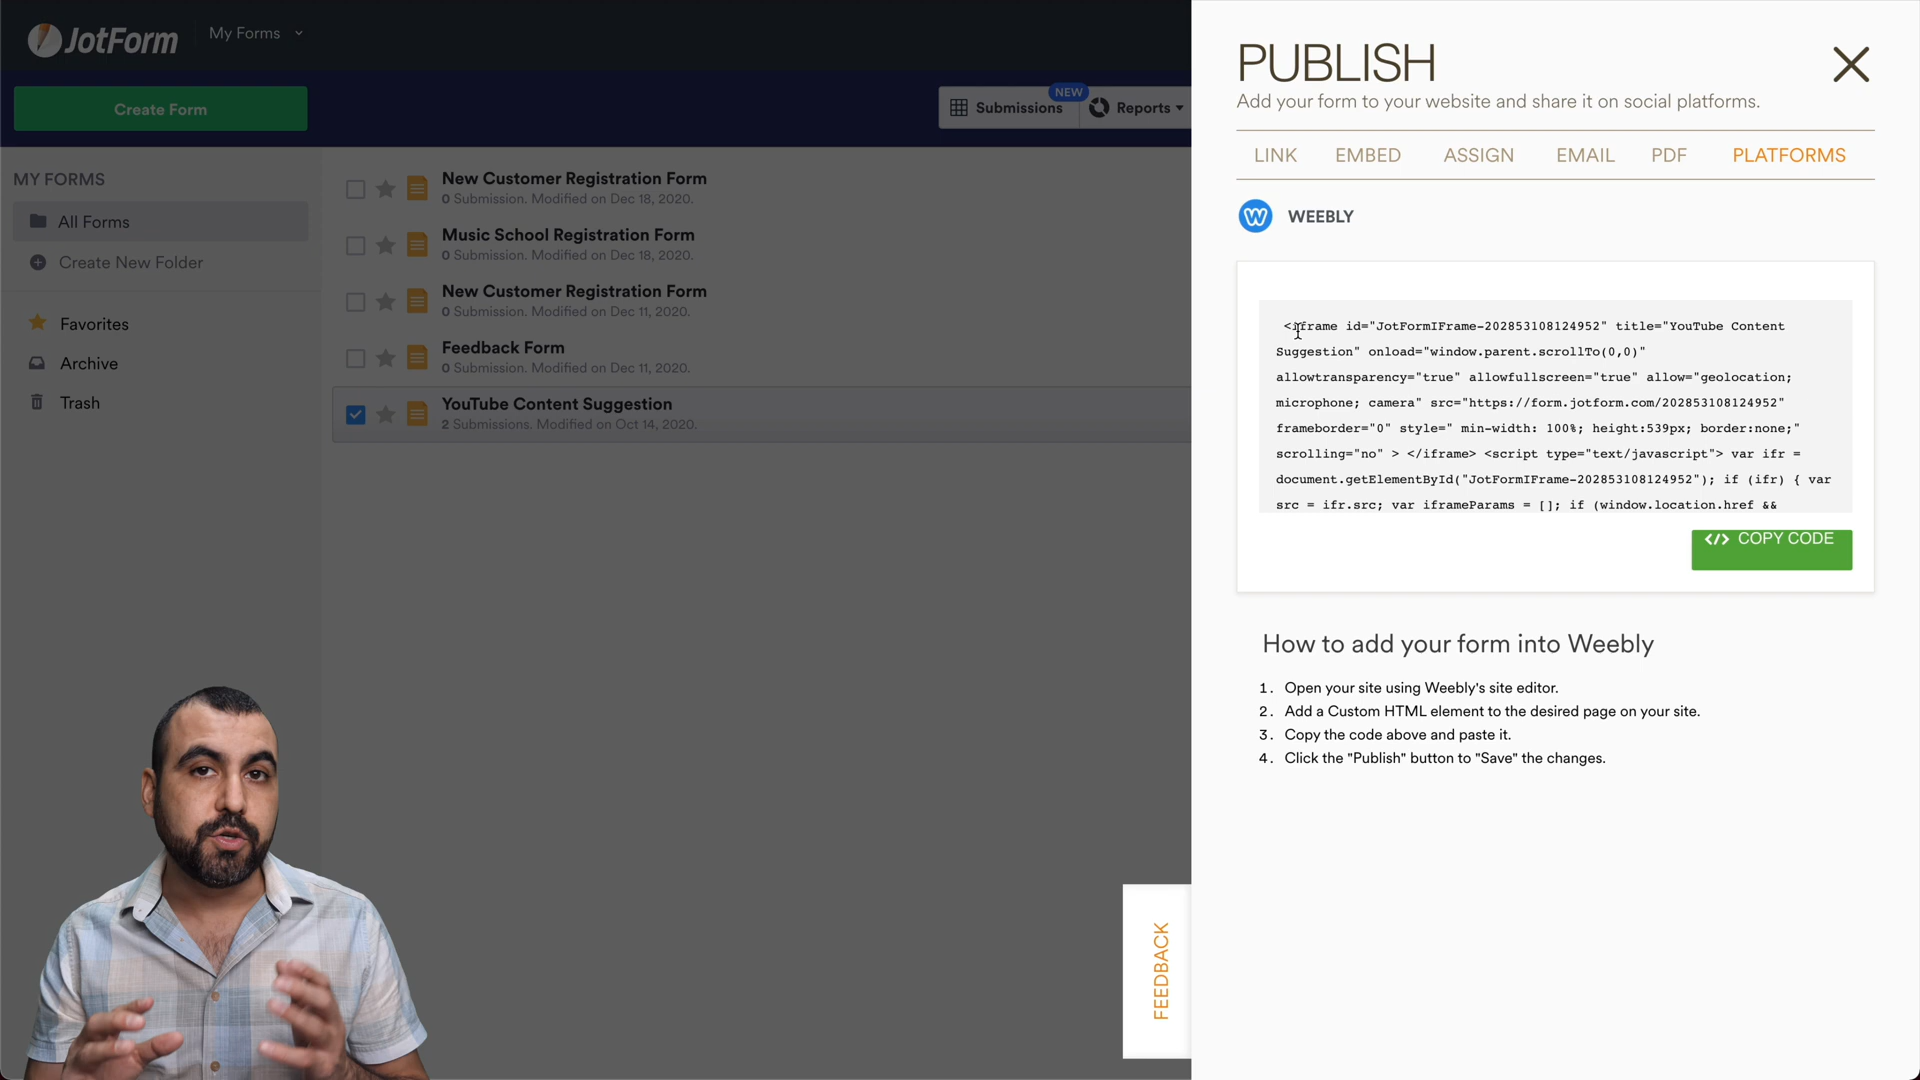 JotForm
My Forms
Create Form
NEW
Submissions
Reports
MY FORMS
All Forms
Create New Folder
Favorites
Archive
Trash
New Customer Registration Form
0 Submission. Modified on Dec 18, 2020.
Music School Registration Form
0 Submission. Modified on Dec 18, 2020.
New Customer Registration Form
0 Submission. Modified on Dec 11, 2020.
Feedback Form
0 Submission. Modified on Dec 11, 2020.
YouTube Content Suggestion
2 Submissions. Modified on Oct 14, 2020.
PUBLISH
Add your form to your website and share it on social platforms.
LINK EMBED ASSIGN EMAIL PDF PLATFORMS
W WEEBLY
<iframe id="JotFormIFrame-202853108124952" title="YouTube Content
Suggestion" onload="window.parent.scrollTo(0,0)"
allowtransparency="true" allowfullscreen="true" allow="geolocation;
microphone; camera" src="https://form.jotform.com/202853108124952"
frameborder="0" style=" min-width: 100%; height:539px; border:none;"
scrolling="no" > </iframe> <script type="text/javascript"> var ifr =
document.getElementById("JotFormIFrame-202853108124952"); if (ifr) { var
src = ifr.src; var iframeParams = []; if (window.location.href &&
</> COPY CODE
How to add your form into Weebly
1. Open your site using Weebly's site editor.
2. Add a Custom HTML element to the desired page on your site.
3. Copy the code above and paste it.
4. Click the "Publish" button to "Save" the changes.
FEEDBACK